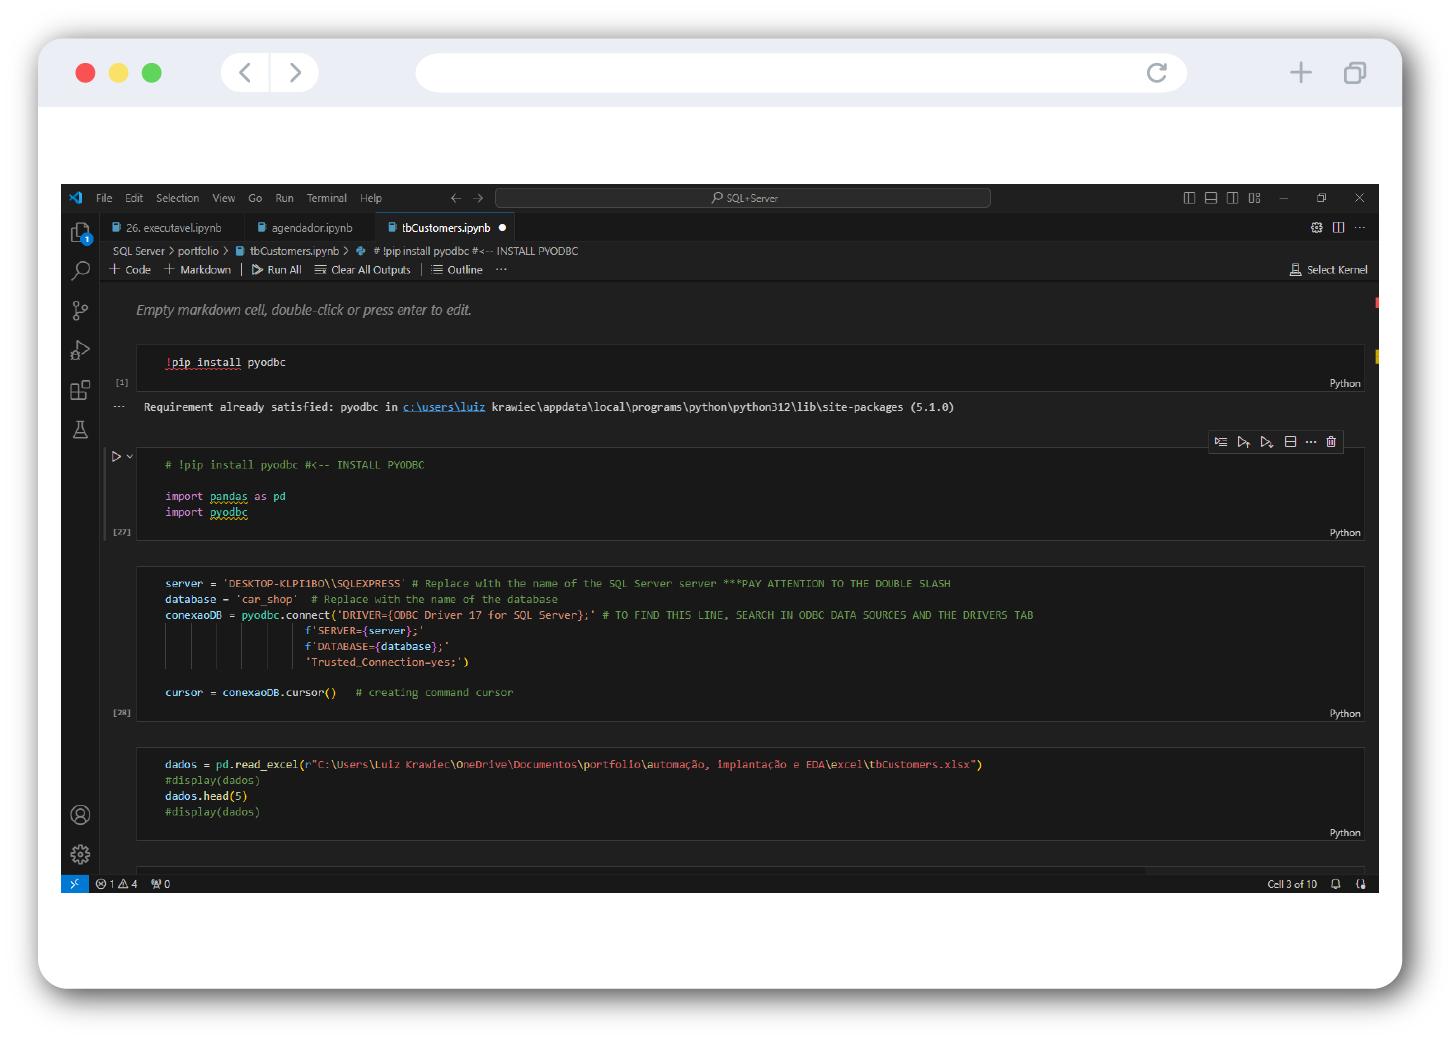 File Edit Selection View Go Run Terminal Help
SQL+Server
26. executavel.ipynb
agendador.ipynb
tbCustomers.ipynb
SQL Server > portfolio > tbCustomers.ipynb > # !pip install pyodbc #<-- INSTALL PYODBC
+ Code + Markdown | Run All Clear All Outputs | Outline ...
Select Kernel
1
Empty markdown cell, double-click or press enter to edit.
!pip install pyodbc
[1]
Python
... Requirement already satisfied: pyodbc in c:\users\luiz krawiec\appdata\local\programs\python\python312\lib\site-packages (5.1.0)
# !pip install pyodbc #<-- INSTALL PYODBC
import pandas as pd
import pyodbc
[27]
Python
server = 'DESKTOP-KLPI1BO\\SQLEXPRESS' # Replace with the name of the SQL Server server ***PAY ATTENTION TO THE DOUBLE SLASH
database = 'car_shop'  # Replace with the name of the database
conexaoDB = pyodbc.connect('DRIVER={ODBC Driver 17 for SQL Server};' # TO FIND THIS LINE, SEARCH IN ODBC DATA SOURCES AND THE DRIVERS TAB
f'SERVER={server};'
f'DATABASE={database};'
'Trusted_Connection=yes;')
cursor = conexaoDB.cursor()   # creating command cursor
[28]
Python
dados = pd.read_excel(r"C:\Users\Luiz Krawiec\OneDrive\Documentos\portfolio\automação, implantação e EDA\excel\tbCustomers.xlsx")
#display(dados)
dados.head(5)
#display(dados)
Python
1 4 0
Cell 3 of 10